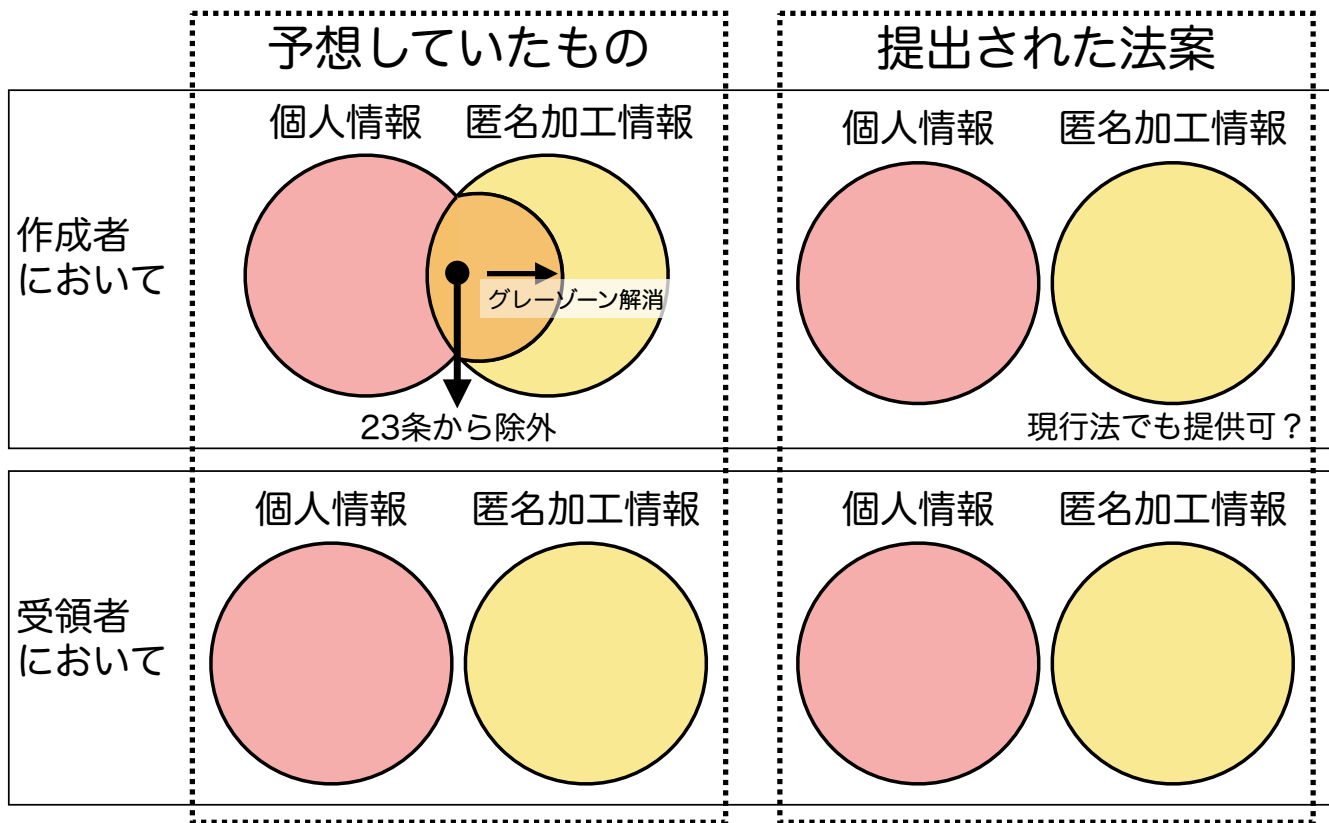 予想していたもの
提出された法案
作成者
において
個人情報
匿名加工情報
グレーゾーン解消
23条から除外
個人情報
匿名加工情報
現行法でも提供可？
受領者
において
個人情報
匿名加工情報
個人情報
匿名加工情報